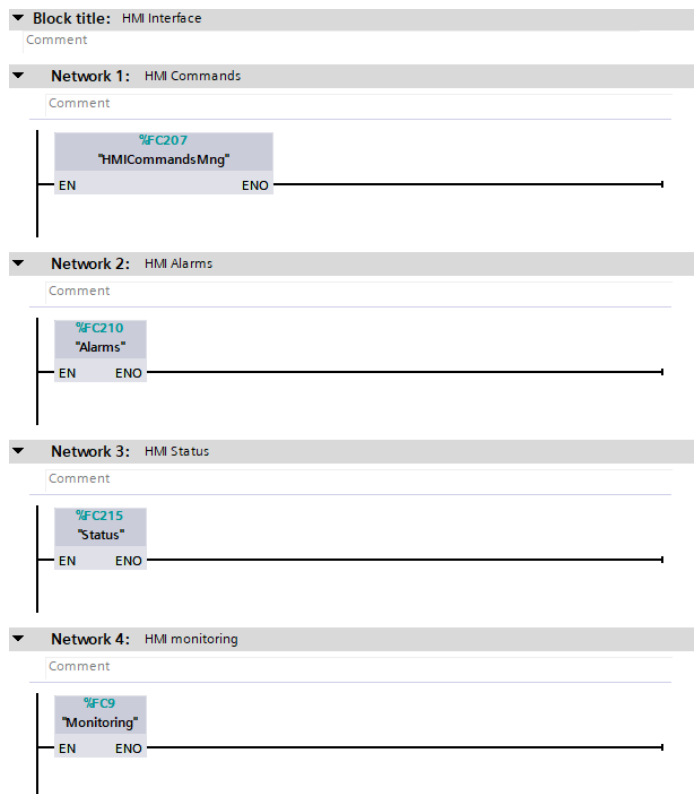 Block title: HMI Interface
Comment
Network 1: HMI Commands
Comment
%FC207
"HMICommandsMng"
EN ENO
Network 2: HMI Alarms
Comment
%FC210
"Alarms"
EN ENO
Network 3: HMI Status
Comment
%FC215
"Status"
EN ENO
Network 4: HMI monitoring
Comment
%FC9
"Monitoring"
EN ENO